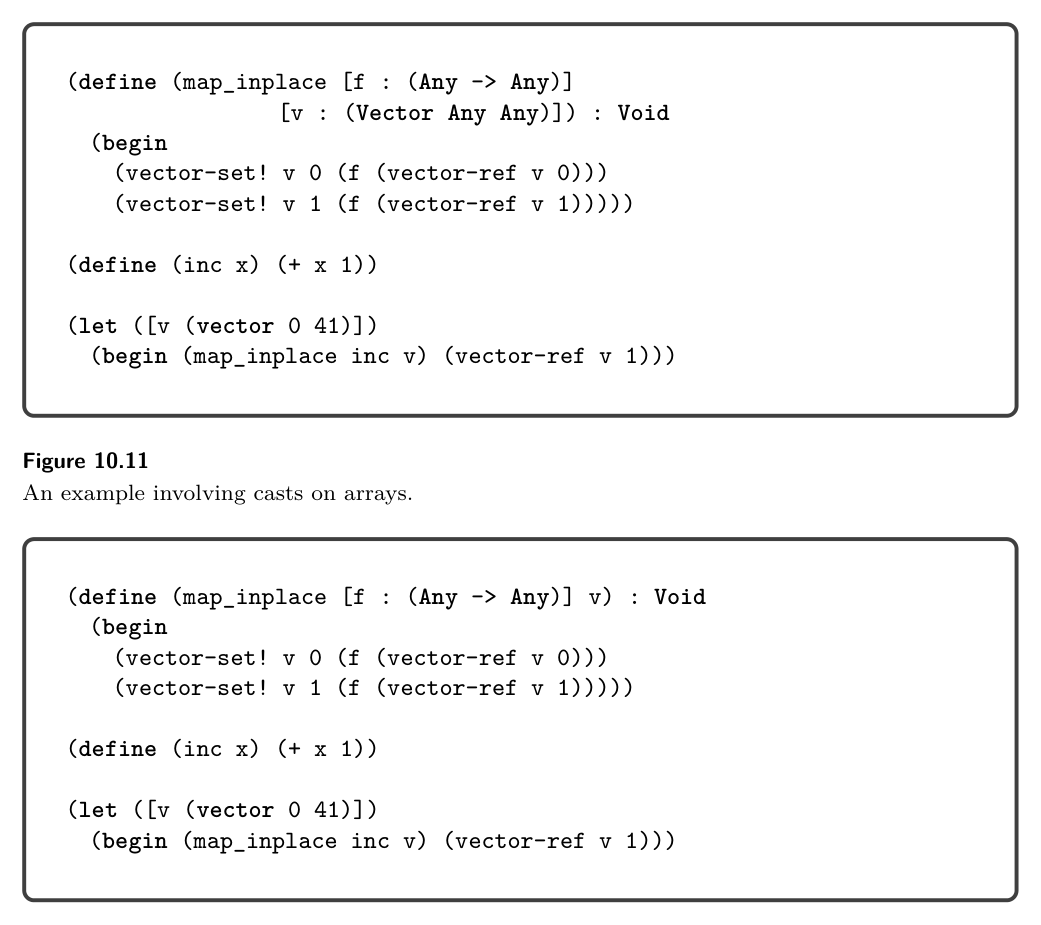 (define (map_inplace [f : (Any -> Any)]
                     [v : (Vector Any Any)]) : Void
  (begin
    (vector-set! v 0 (f (vector-ref v 0)))
    (vector-set! v 1 (f (vector-ref v 1)))))
(define (inc x) (+ x 1))
(let ([v (vector 0 41)])
  (begin (map_inplace inc v) (vector-ref v 1)))
Figure 10.11
An example involving casts on arrays.
(define (map_inplace [f : (Any -> Any)] v) : Void
  (begin
    (vector-set! v 0 (f (vector-ref v 0)))
    (vector-set! v 1 (f (vector-ref v 1)))))
(define (inc x) (+ x 1))
(let ([v (vector 0 41)])
  (begin (map_inplace inc v) (vector-ref v 1)))